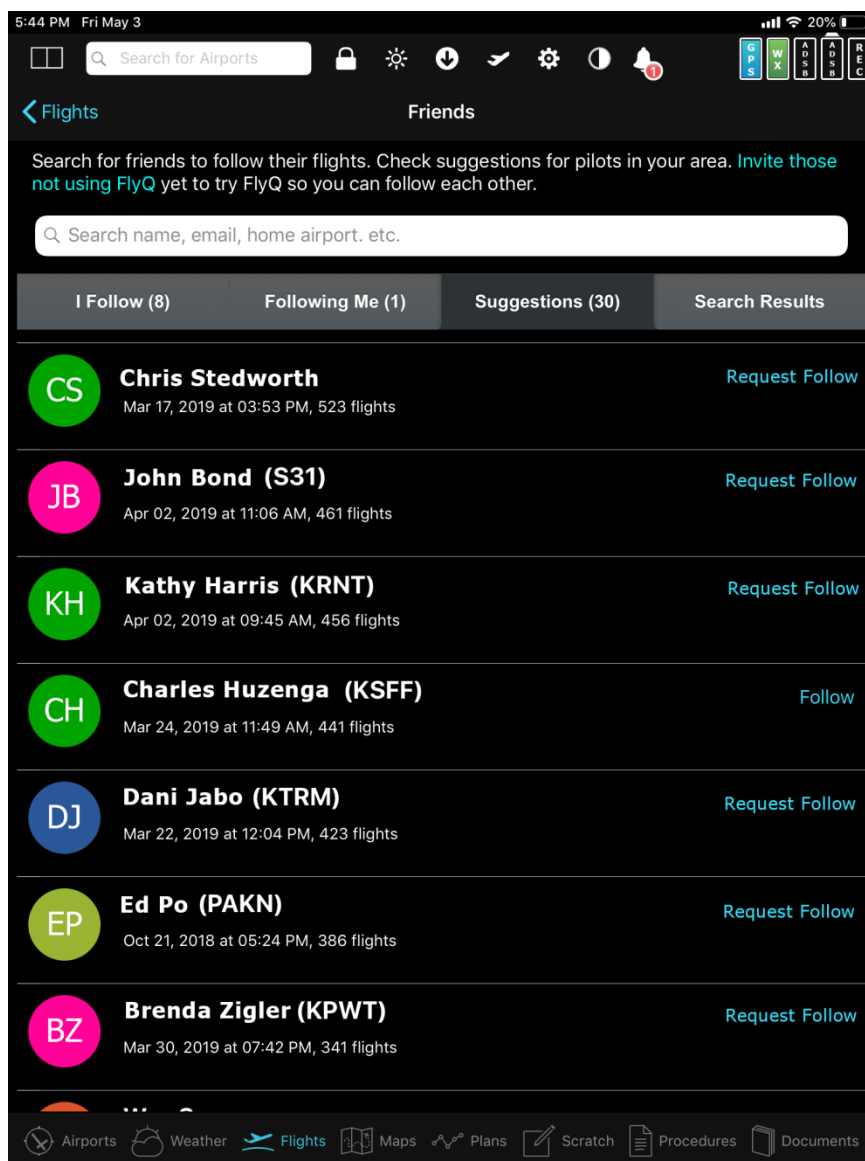 5:44 PM Fri May 3
20%
Search for Airports
1
GPS
WX
ADSB
ADSB
REC
Flights
Friends
Search for friends to follow their flights. Check suggestions for pilots in your area. Invite those
not using FlyQ yet to try FlyQ so you can follow each other.
Search name, email, home airport. etc.
I Follow (8) Following Me (1) Suggestions (30) Search Results
CS
Chris Stedworth
Request Follow
Mar 17, 2019 at 03:53 PM, 523 flights
JB
John Bond (S31)
Request Follow
Apr 02, 2019 at 11:06 AM, 461 flights
KH
Kathy Harris (KRNT)
Request Follow
Apr 02, 2019 at 09:45 AM, 456 flights
CH
Charles Huzenga (KSFF)
Follow
Mar 24, 2019 at 11:49 AM, 441 flights
DJ
Dani Jabo (KTRM)
Request Follow
Mar 22, 2019 at 12:04 PM, 423 flights
EP
Ed Po (PAKN)
Request Follow
Oct 21, 2018 at 05:24 PM, 386 flights
BZ
Brenda Zigler (KPWT)
Request Follow
Mar 30, 2019 at 07:42 PM, 341 flights
Airports Weather Flights Maps Plans Scratch Procedures Documents